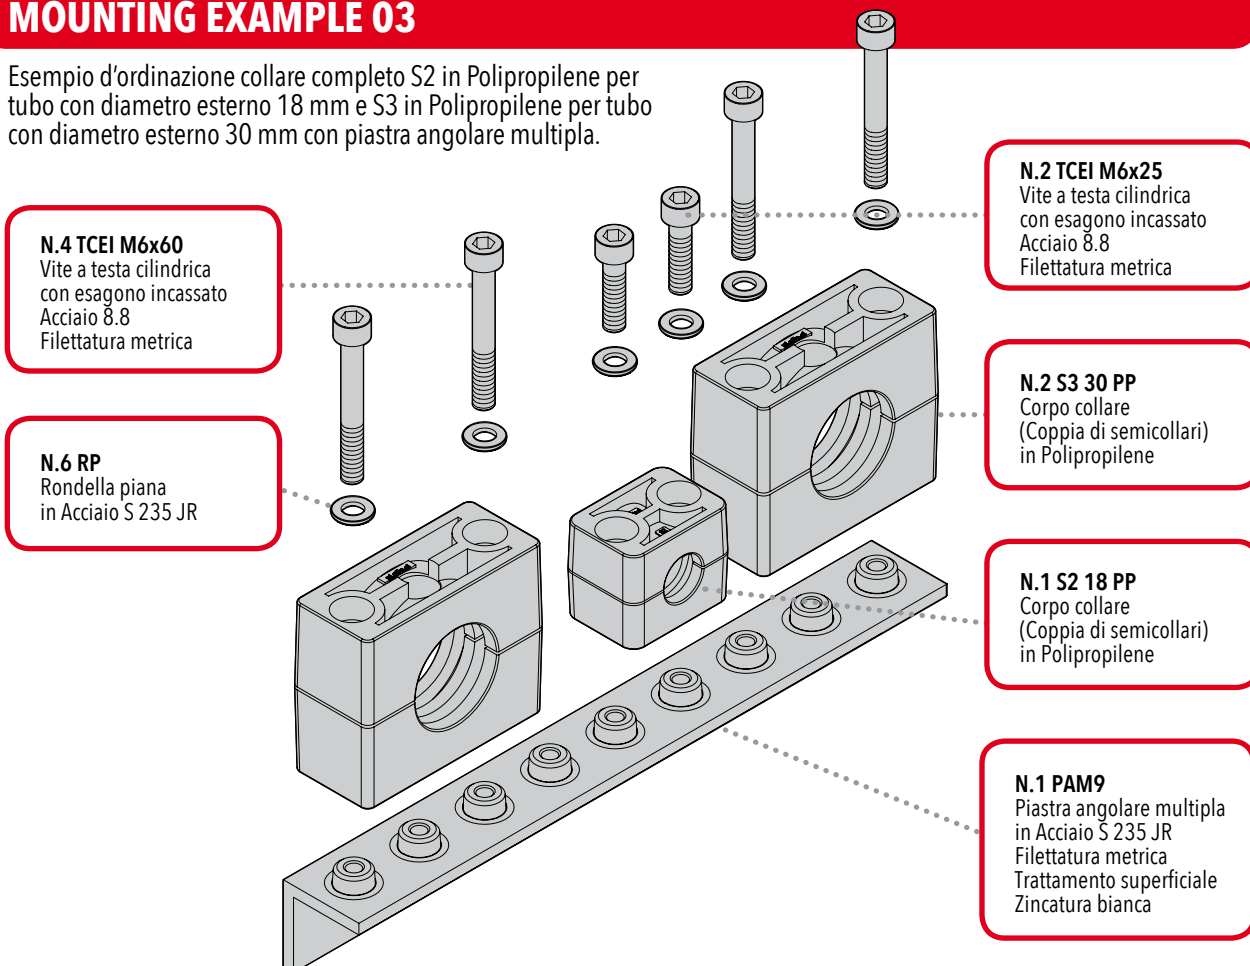 MOUNTING EXAMPLE 03
Esempio d'ordinazione collare completo S2 in Polipropilene per
tubo con diametro esterno 18 mm e S3 in Polipropilene per tubo
con diametro esterno 30 mm con piastra angolare multipla.
N.4 TCEI M6x60
Vite a testa cilindrica
con esagono incassato
Acciaio 8.8
Filettatura metrica
N.6 RP
Rondella piana
in Acciaio S 235 JR
N.2 TCEI M6x25
Vite a testa cilindrica
con esagono incassato
Acciaio 8.8
Filettatura metrica
N.2 S3 30 PP
Corpo collare
(Coppia di semicollari)
in Polipropilene
N.1 S2 18 PP
Corpo collare
(Coppia di semicollari)
in Polipropilene
N.1 PAM9
Piastra angolare multipla
in Acciaio S 235 JR
Filettatura metrica
Trattamento superficiale
Zincatura bianca